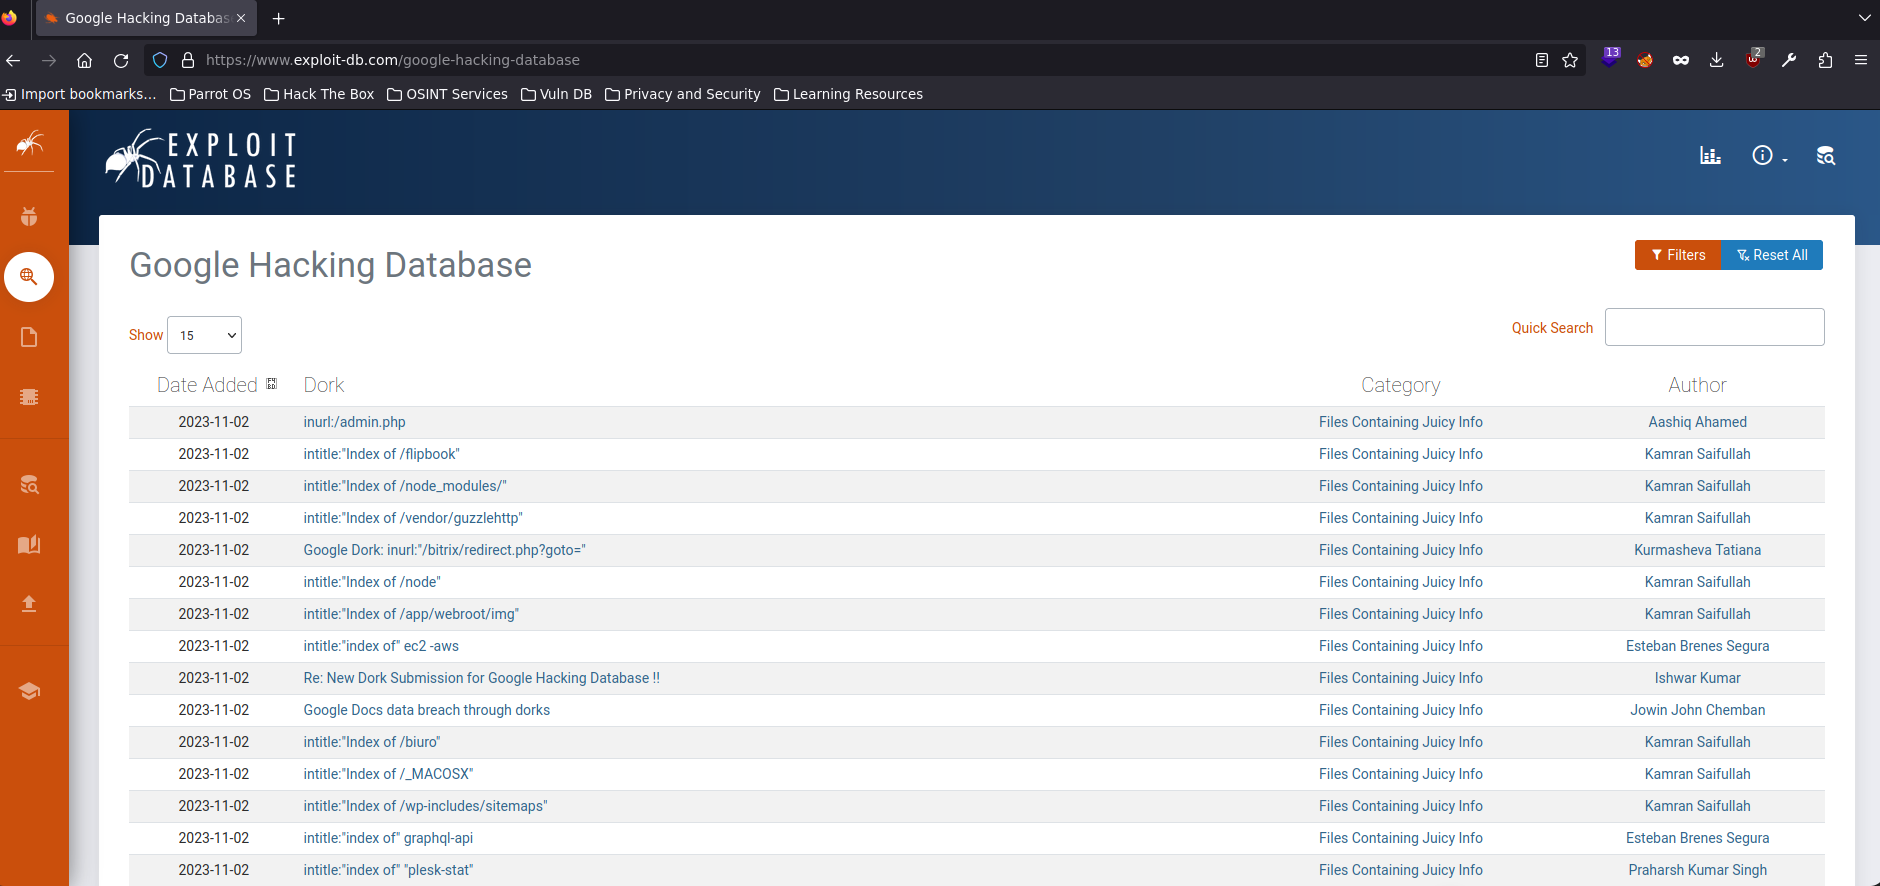 Google Hacking Databas
https://www.exploit-db.com/google-hacking-database
13
2
Import bookmarks... Parrot OS Hack The Box OSINT Services Vuln DB Privacy and Security Learning Resources
EXPLOIT
DATABASE
Google Hacking Database
Filters Reset All
Show 15 Quick Search
Date Added Dork Category Author
2023-11-02 inurl:/admin.php Files Containing Juicy Info Aashiq Ahamed
2023-11-02 intitle:"Index of /flipbook" Files Containing Juicy Info Kamran Saifullah
2023-11-02 intitle:"Index of /node_modules/" Files Containing Juicy Info Kamran Saifullah
2023-11-02 intitle:"Index of /vendor/guzzlehttp" Files Containing Juicy Info Kamran Saifullah
2023-11-02 Google Dork: inurl:"/bitrix/redirect.php?goto=" Files Containing Juicy Info Kurmasheva Tatiana
2023-11-02 intitle:"Index of /node" Files Containing Juicy Info Kamran Saifullah
2023-11-02 intitle:"Index of /app/webroot/img" Files Containing Juicy Info Kamran Saifullah
2023-11-02 intitle:"index of" ec2 -aws Files Containing Juicy Info Esteban Brenes Segura
2023-11-02 Re: New Dork Submission for Google Hacking Database !! Files Containing Juicy Info Ishwar Kumar
2023-11-02 Google Docs data breach through dorks Files Containing Juicy Info Jowin John Chemban
2023-11-02 intitle:"Index of /biuro" Files Containing Juicy Info Kamran Saifullah
2023-11-02 intitle:"Index of /_MACOSX" Files Containing Juicy Info Kamran Saifullah
2023-11-02 intitle:"Index of /wp-includes/sitemaps" Files Containing Juicy Info Kamran Saifullah
2023-11-02 intitle:"index of" graphql-api Files Containing Juicy Info Esteban Brenes Segura
2023-11-02 intitle:"index of" "plesk-stat" Files Containing Juicy Info Praharsh Kumar Singh